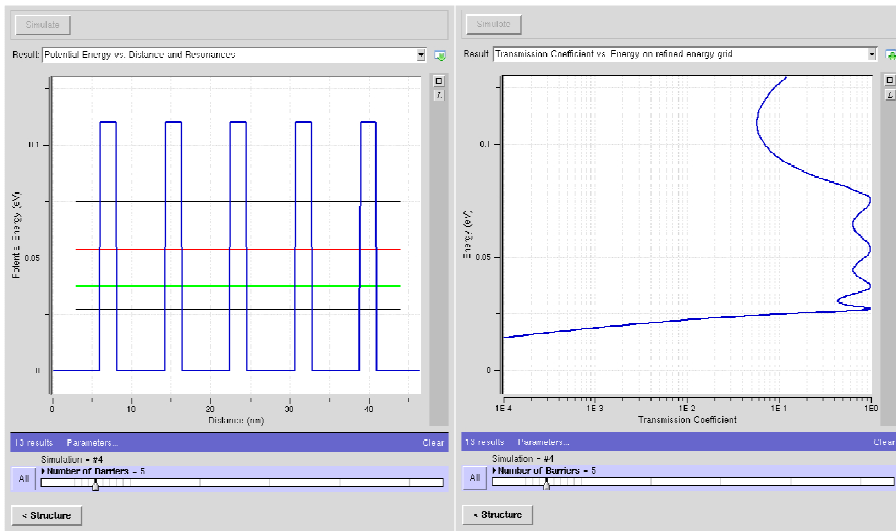 Simulate
Result: Potential Energy vs. Distance and Resonances
Potential Energy (eV)
0.1
0.05
0
0 10 20 30 40
Distance (nm)
13 results Parameters... Clear
Simulation = #4
All
Number of Barriers = 5
< Structure
Simulate
Result: Transmission Coefficient vs. Energy on refined energy grid
Energy (eV)
0.1
0.05
0
1E-4 1E-3 1E-2 1E-1 1E0
Transmission Coefficient
13 results Parameters... Clear
Simulation = #4
All
Number of Barriers = 5
< Structure